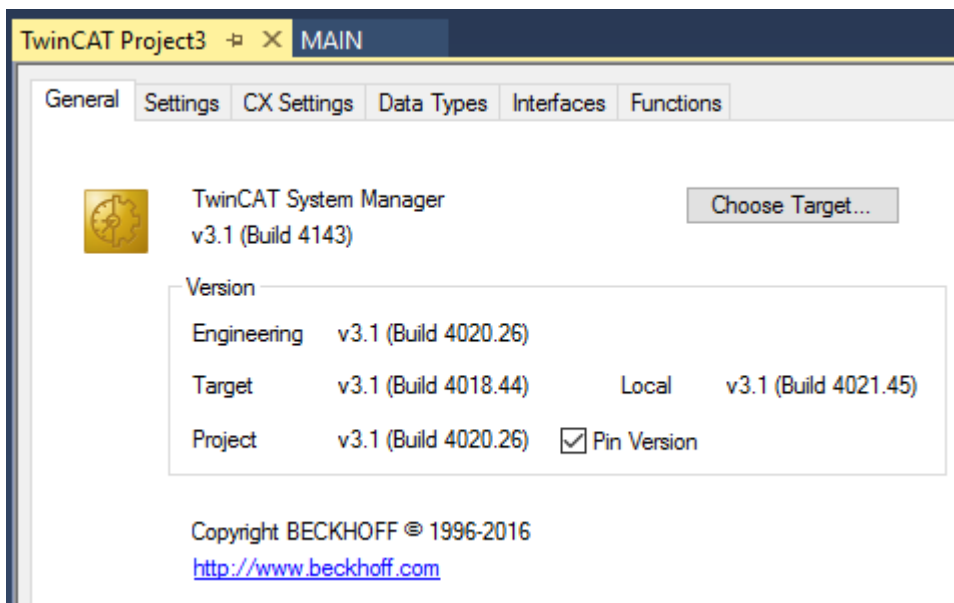 TwinCAT Project3 MAIN
General Settings CX Settings Data Types Interfaces Functions
TwinCAT System Manager Choose Target...
v3.1 (Build 4143)
Version
Engineering v3.1 (Build 4020.26)
Target v3.1 (Build 4018.44) Local v3.1 (Build 4021.45)
Project v3.1 (Build 4020.26) Pin Version
Copyright BECKHOFF © 1996-2016
http://www.beckhoff.com